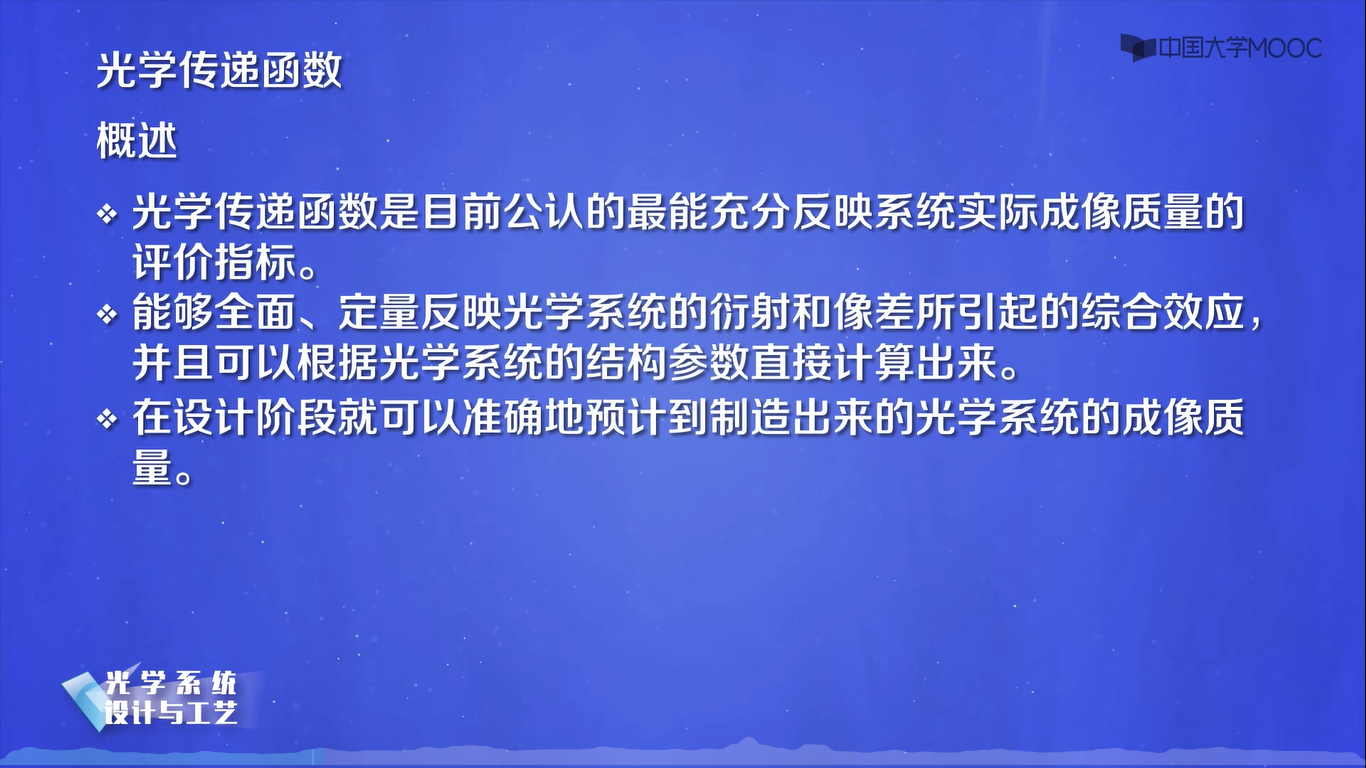 中国大学MOOC
光学传递函数
概述
❖ 光学传递函数是目前公认的最能充分反映系统实际成像质量的
评价指标。
❖ 能够全面、定量反映光学系统的衍射和像差所引起的综合效应，
并且可以根据光学系统的结构参数直接计算出来。
❖ 在设计阶段就可以准确地预计到制造出来的光学系统的成像质
量。
光学系统
设计与工艺